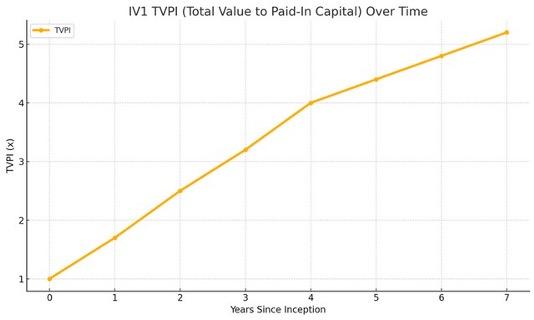 IV1 TVPI (Total Value to Paid-In Capital) Over Time
TVPI
5
4
3
2
1
TVPI (x)
0 1 2 3 4 5 6 7
Years Since Inception